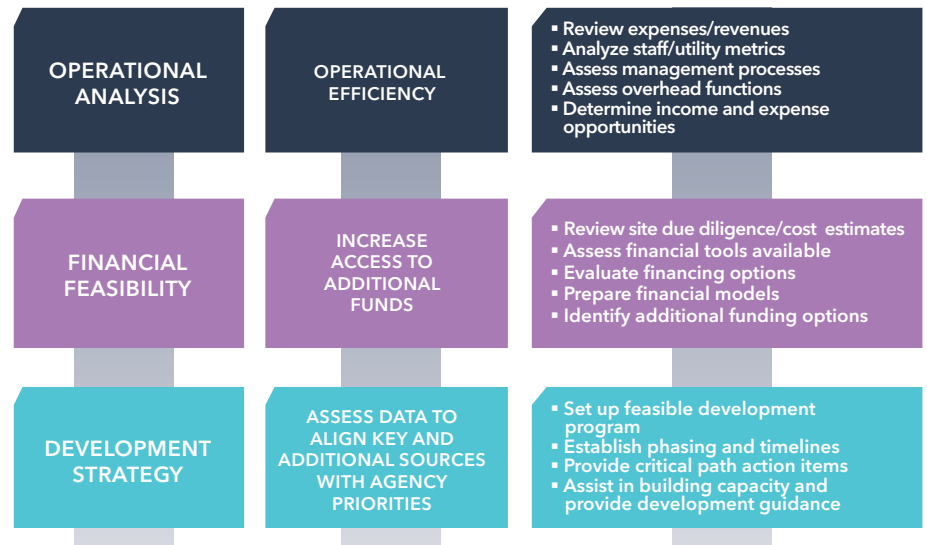 OPERATIONAL
ANALYSIS
OPERATIONAL
EFFICIENCY
▪ Review expenses/revenues
▪ Analyze staff/utility metrics
▪ Assess management processes
▪ Assess overhead functions
▪ Determine income and expense
opportunities
FINANCIAL
FEASIBILITY
INCREASE
ACCESS TO
ADDITIONAL
FUNDS
▪ Review site due diligence/cost estimates
▪ Assess financial tools available
▪ Evaluate financing options
▪ Prepare financial models
▪ Identify additional funding options
DEVELOPMENT
STRATEGY
ASSESS DATA TO
ALIGN KEY AND
ADDITIONAL SOURCES
WITH AGENCY
PRIORITIES
▪ Set up feasible development
program
▪ Establish phasing and timelines
▪ Provide critical path action items
▪ Assist in building capacity and
provide development guidance